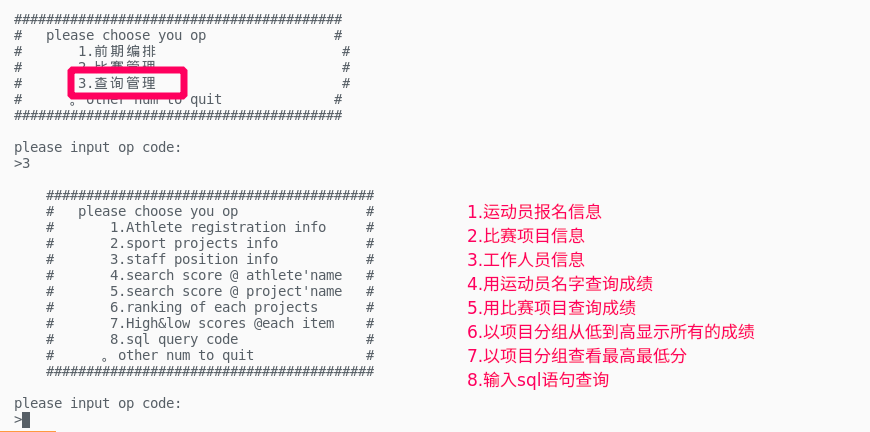 ########################################
# please choose you op #
# 1.前期编排 #
# 2.比赛管理 #
# 3.查询管理 #
# 。other num to quit #
########################################
please input op code:
>3
########################################
# please choose you op #
# 1.Athlete registration info #
# 2.sport projects info #
# 3.staff position info #
# 4.search score @ athlete'name #
# 5.search score @ project'name #
# 6.ranking of each projects #
# 7.High&low scores @each item #
# 8.sql query code #
# 。other num to quit #
########################################
please input op code:
>
1.运动员报名信息
2.比赛项目信息
3.工作人员信息
4.用运动员名字查询成绩
5.用比赛项目查询成绩
6.以项目分组从低到高显示所有的成绩
7.以项目分组查看最高最低分
8.输入sql语句查询